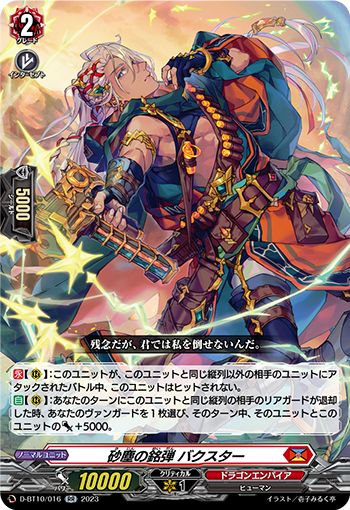 2
グレード
インターセプト
5000
シールド
残念だが、君では私を倒せないんだ。
永【R】：このユニットが、このユニットと同じ縦列以外の相手のユニットにア
タックされたバトル中、このユニットはヒットされない。
自【R】：あなたのターンにこのユニットと同じ縦列の相手のリアガードが退却
した時、あなたのヴァンガードを1枚選び、そのターン中、そのユニットとこの
ユニットの+5000。
ノーマルユニット
砂塵の銘弾 バクスター
パワー
10000
クリティカル
1
ドラゴンエンパイア
ヒューマン
D-BT10/016 RR 2023
イラスト/壱子みるく亭